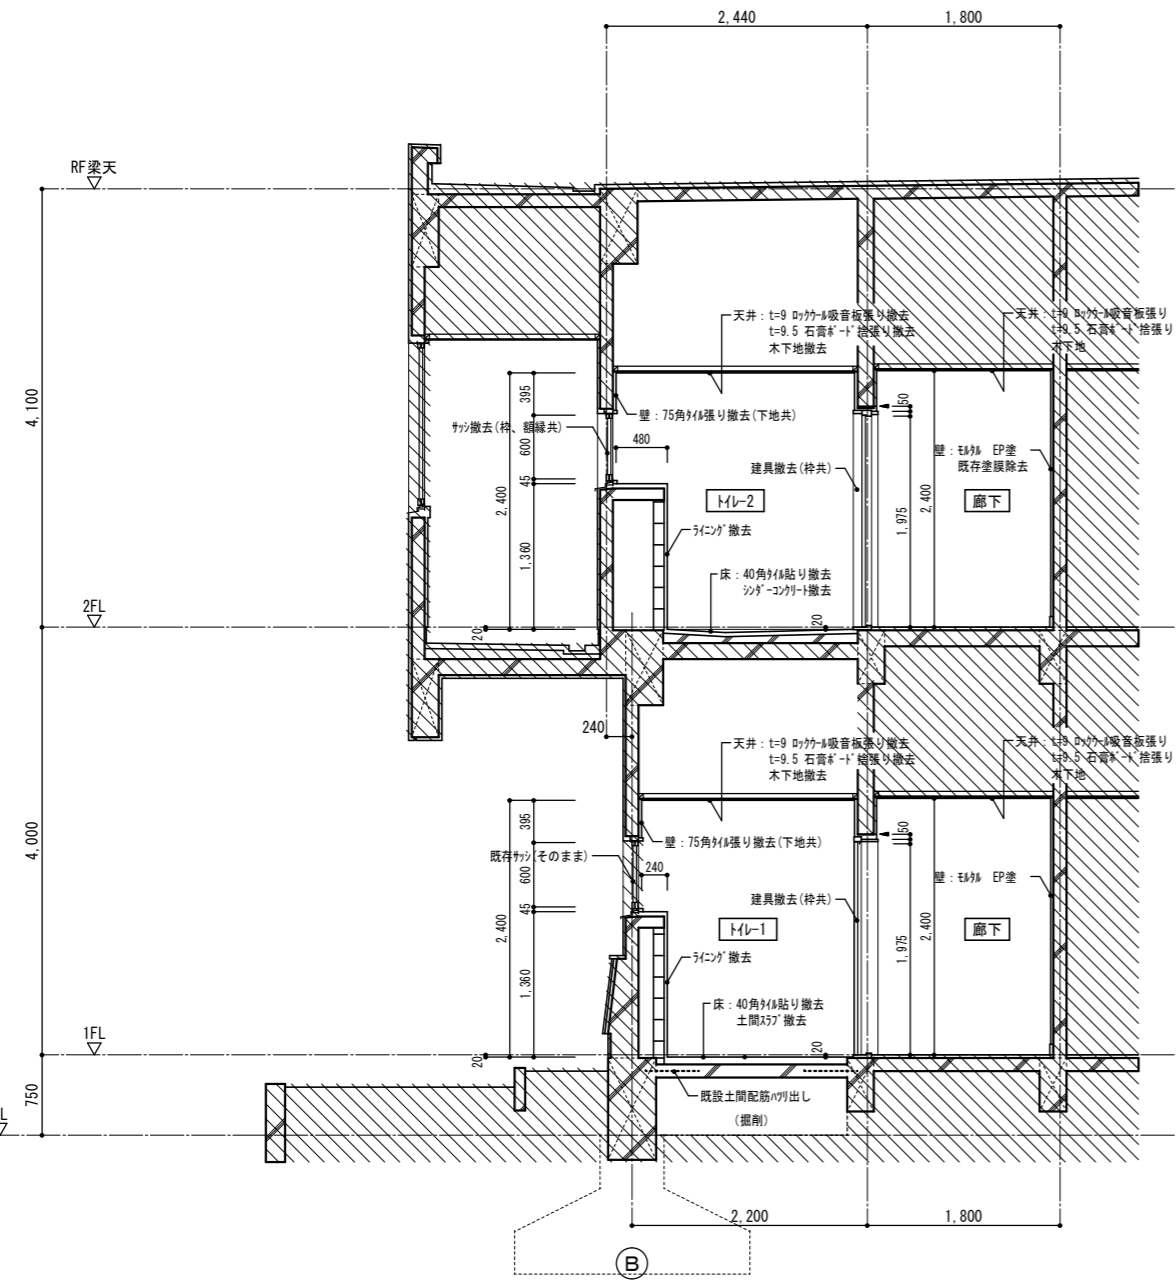 2,440
1,800
RF梁天
4,100
天井：t=9 ロックウール吸音板張り撤去
t=9.5 石膏ボード捨張り撤去
木下地撤去
天井：t=9 ロックウール吸音板張り
t=9.5 石膏ボード捨張り
木下地
395
50
壁：75角タイル張り撤去(下地共)
サッシ撤去(枠、額縁共)
480
600
壁：モルタル EP塗
既存塗膜除去
建具撤去(枠共)
45
2,400
トイレ-2
廊下
1,975
2,400
ライニング撤去
1,360
床：40角タイル貼り撤去
シンダーコンクリート撤去
2FL
20
20
240
天井：t=9 ロックウール吸音板張り撤去
t=9.5 石膏ボード捨張り撤去
木下地撤去
天井：t=9 ロックウール吸音板張り
t=9.5 石膏ボード捨張り
木下地
4,000
395
50
壁：75角タイル張り撤去(下地共)
既存サッシ(そのまま)
240
600
壁：モルタル EP塗
建具撤去(枠共)
45
2,400
トイレ-1
廊下
1,975
2,400
ライニング撤去
1,360
床：40角タイル貼り撤去
土間スラブ撤去
1FL
20
20
750
既設土間配筋ハツリ出し
(掘削)
L
2,200
1,800
B